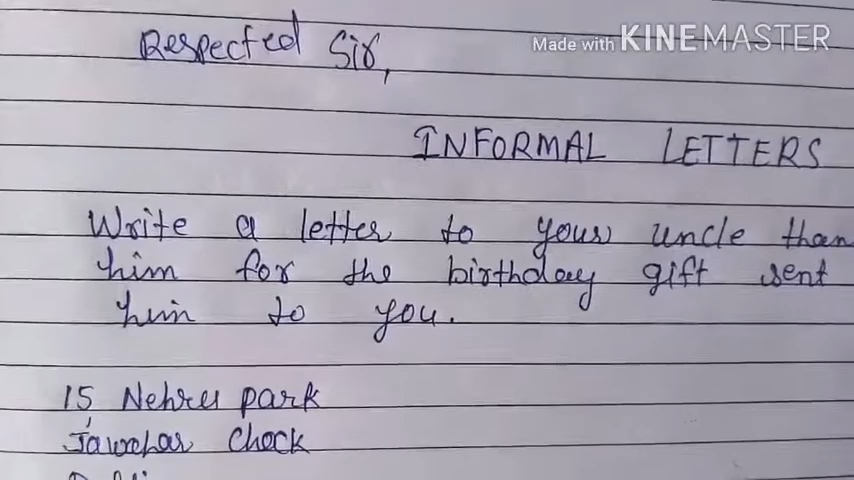 Respected Sir,
Made with KINEMASTER
INFORMAL LETTERS
Write a letter to your uncle than
him for the birthday gift sent
him to you.
15, Nehru park
Jawahar Chock